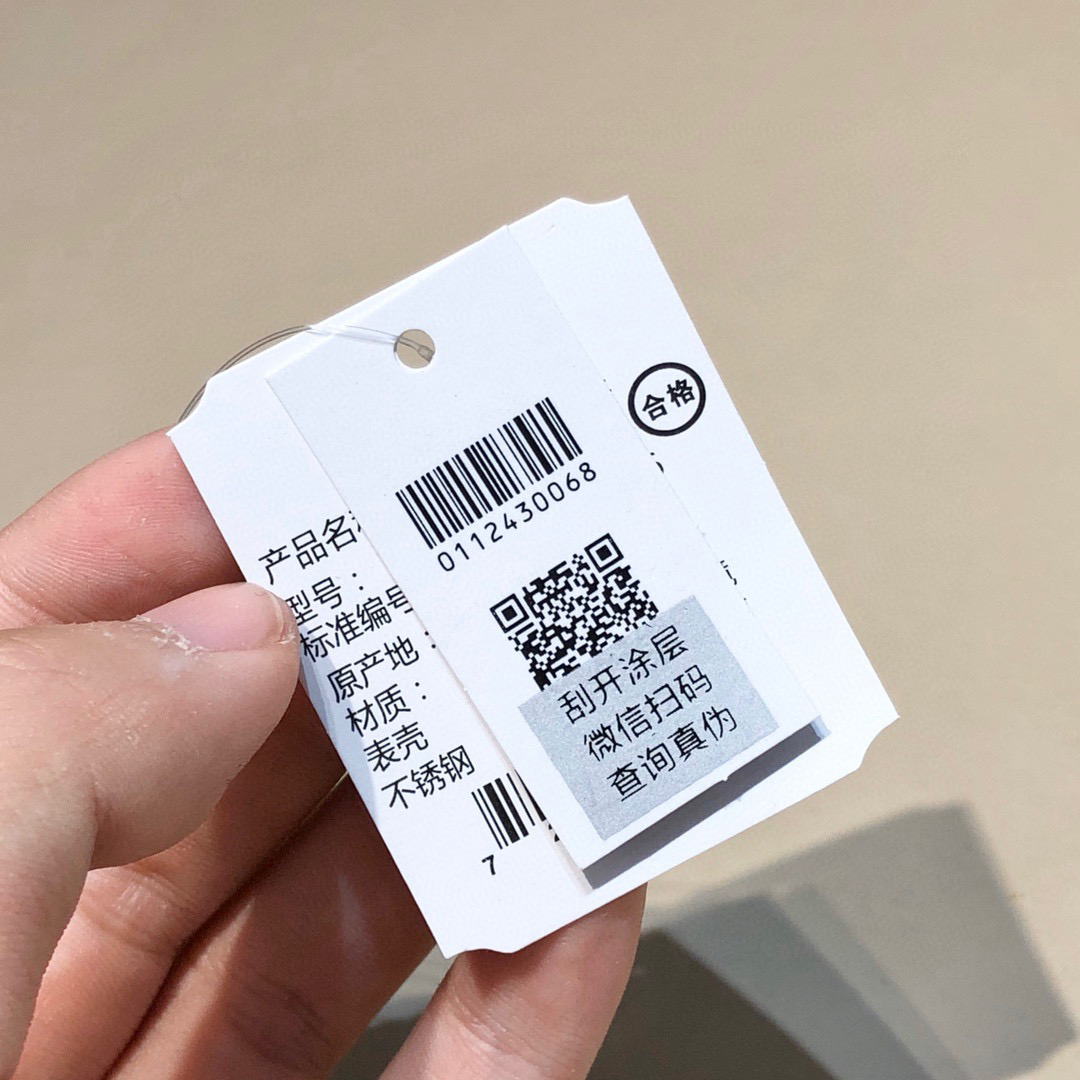 合格
0112430068
产品名
型号：
标准编号
原产地：
材质：
表壳
不锈钢
7
刮开涂层
微信扫码
查询真伪